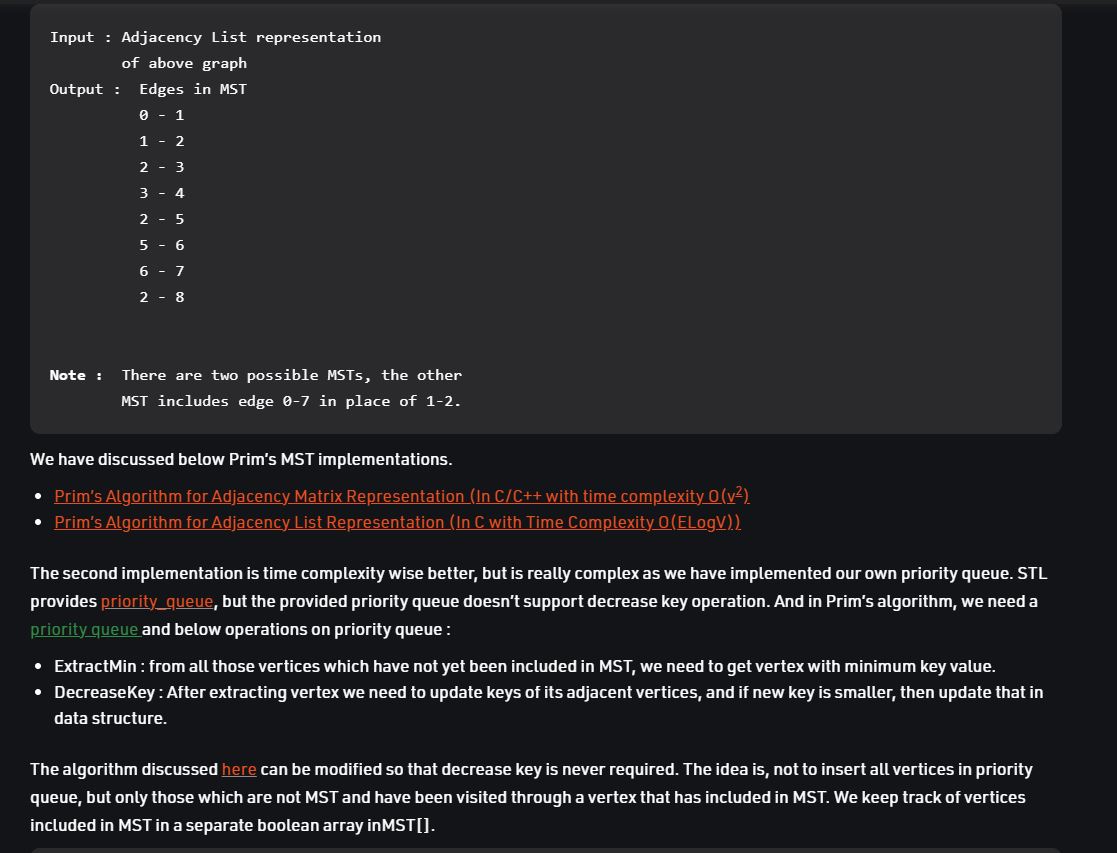 Input : Adjacency List representation
of above graph
Output : Edges in MST
0 - 1
1 - 2
2 - 3
3 - 4
2 - 5
5 - 6
6 - 7
2 - 8
Note : There are two possible MSTs, the other
MST includes edge 0-7 in place of 1-2.
We have discussed below Prim's MST implementations.
• Prim's Algorithm for Adjacency Matrix Representation (In C/C++ with time complexity O(v²)
• Prim's Algorithm for Adjacency List Representation (In C with Time Complexity O(ELogV))
The second implementation is time complexity wise better, but is really complex as we have implemented our own priority queue. STL
provides priority_queue, but the provided priority queue doesn't support decrease key operation. And in Prim's algorithm, we need a
priority queue and below operations on priority queue :
• ExtractMin : from all those vertices which have not yet been included in MST, we need to get vertex with minimum key value.
• DecreaseKey : After extracting vertex we need to update keys of its adjacent vertices, and if new key is smaller, then update that in
data structure.
The algorithm discussed here can be modified so that decrease key is never required. The idea is, not to insert all vertices in priority
queue, but only those which are not MST and have been visited through a vertex that has included in MST. We keep track of vertices
included in MST in a separate boolean array inMST[].